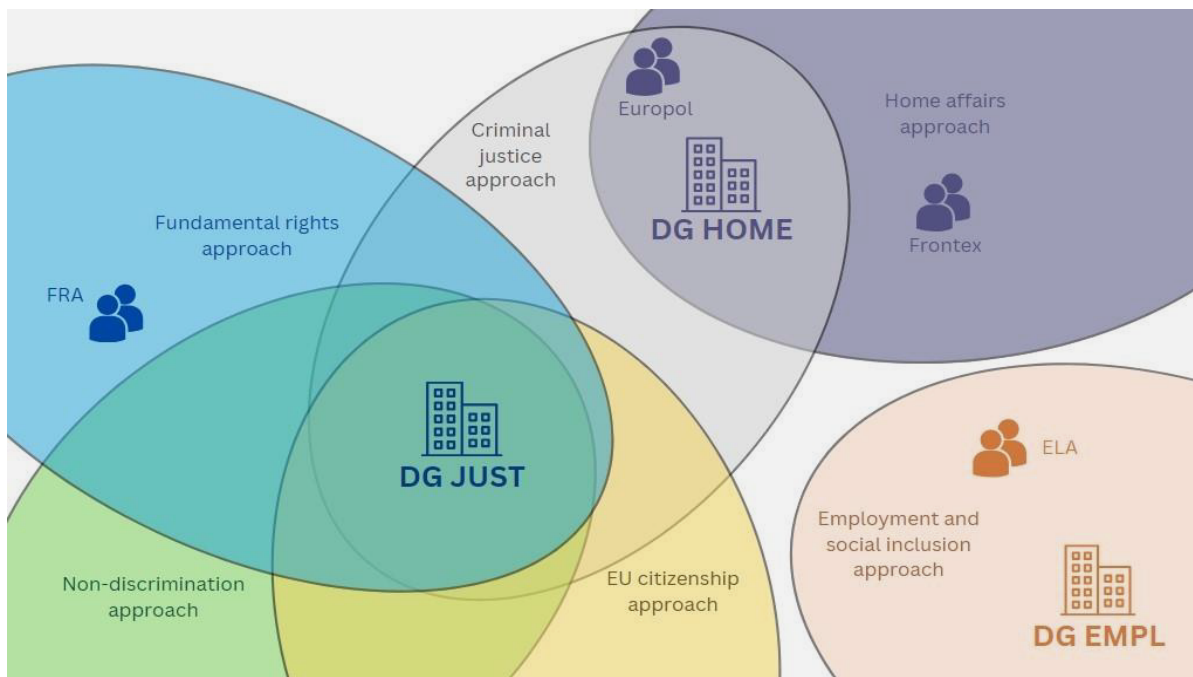 Europol
Home affairs
approach
Criminal
justice
approach
DG HOME
Frontex
Fundamental rights
approach
FRA
DG JUST
ELA
Employment and
social inclusion
approach
Non-discrimination
approach
EU citizenship
approach
DG EMPL